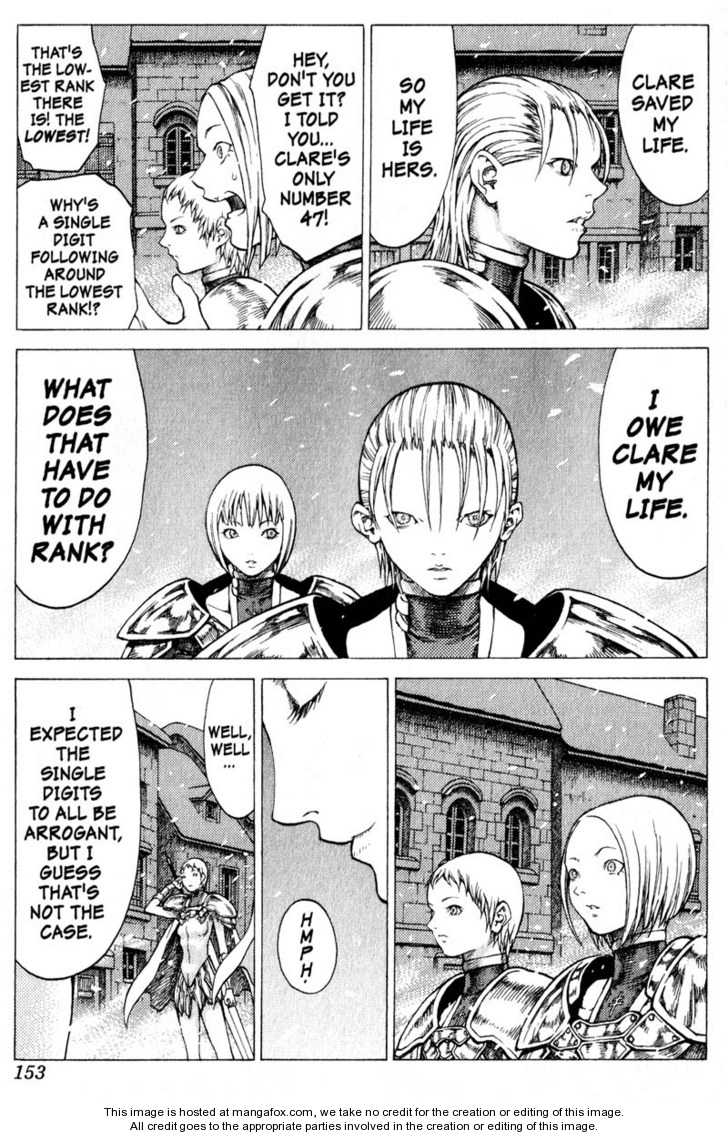 CLARE
SAVED
MY
LIFE.
SO
MY
LIFE
IS
HERS.
HEY,
DON'T YOU
GET IT?
I TOLD
YOU...
CLARE'S
ONLY
NUMBER
47!
THAT'S
THE LOW-
EST RANK
THERE
IS! THE
LOWEST!
WHY'S
A SINGLE
DIGIT
FOLLOWING
AROUND
THE LOWEST
RANK!?
I
OWE
CLARE
MY
LIFE.
WHAT
DOES
THAT
HAVE
TO DO
WITH
RANK?
HMPH.
WELL,
WELL
...
I
EXPECTED
THE
SINGLE
DIGITS
TO ALL BE
ARROGANT,
BUT I
GUESS
THAT'S
NOT THE
CASE.
153
This image is hosted at mangafox.com, we take no credit for the creation or editing of this image.
All credit goes to the appropriate parties involved in the creation or editing of this image.